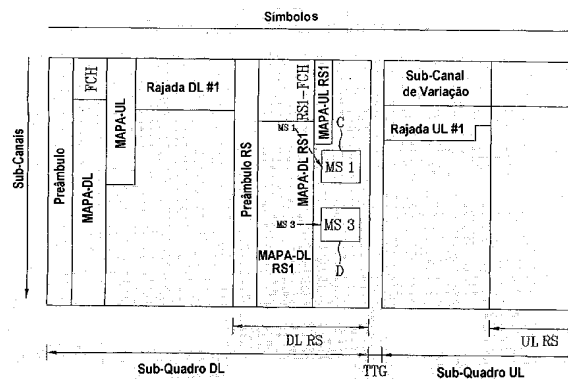 Símbolos
Sub-Canais
Preâmbulo
FCH
MAPA-DL
MAPA-UL
Rajada DL #1
Preâmbulo RS
RS1-FCH
MAPA-DL RS1
MAPA-UL RS1
MS 1
C
MS 1
MS 3
MS 3
D
MAPA-DL
RS1
Sub-Canal
de Variação
Rajada UL #1
DL RS
UL RS
Sub-Quadro DL
TTG
Sub-Quadro UL